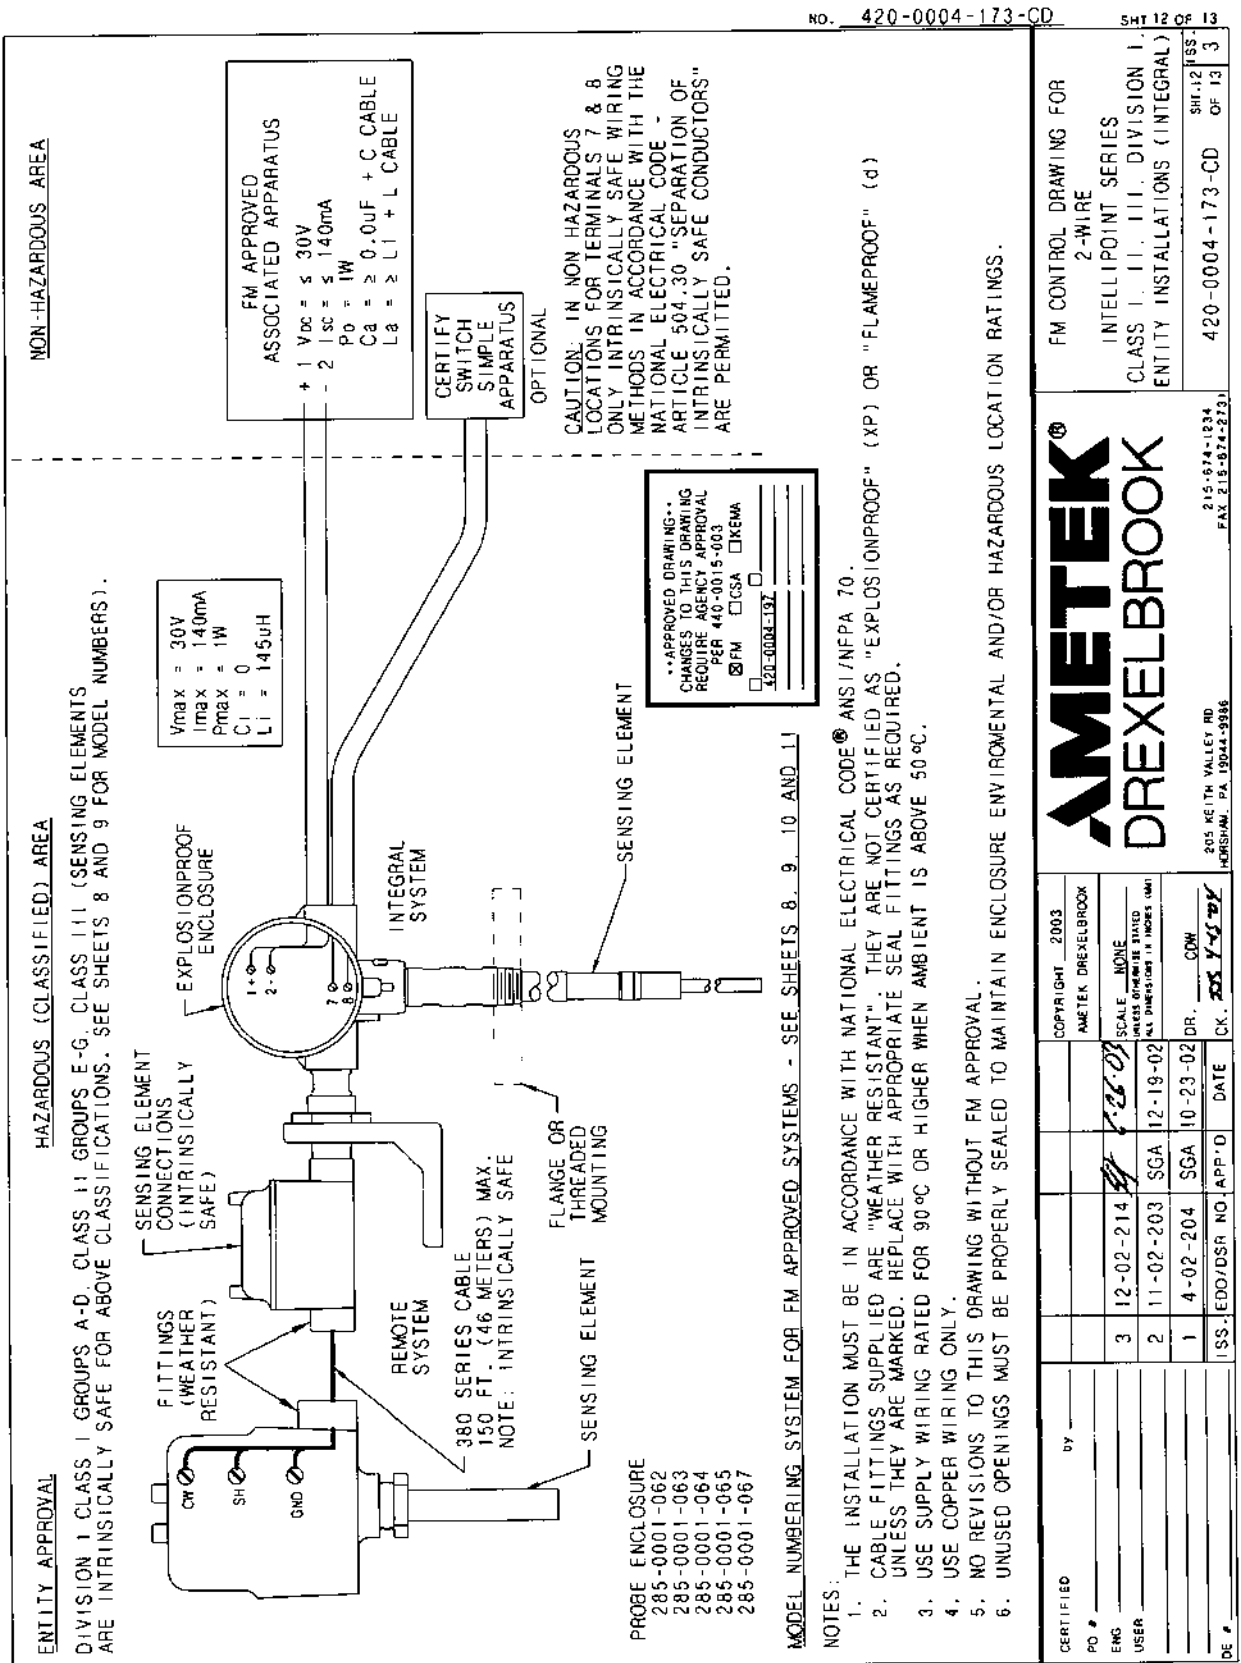 NO. 420-0004-173-CD
SHT 12 OF 13
ENTITY APPROVAL
HAZARDOUS (CLASSIFIED) AREA
NON-HAZARDOUS AREA
DIVISION 1 CLASS I GROUPS A-D, CLASS II GROUPS E-G, CLASS III (SENSING ELEMENTS
ARE INTRINSICALLY SAFE FOR ABOVE CLASSIFICATIONS. SEE SHEETS 8 AND 9 FOR MODEL NUMBERS).
FITTINGS
(WEATHER
RESISTANT)
SENSING ELEMENT
CONNECTIONS
(INTRINSICALLY
SAFE)
EXPLOSIONPROOF
ENCLOSURE
Vmax = 30V
Imax = 140mA
Pmax = 1W
Ci = 0
Li = 145uH
FM APPROVED
ASSOCIATED APPARATUS
+ 1 Voc = ≤ 30V
- 2 Isc = ≤ 140mA
Po = 1W
Ca = ≥ 0.0uF + C CABLE
La = ≥ Li + L CABLE
CW
SH
GND
1+
2-
7
8
CERTIFY
SWITCH
SIMPLE
APPARATUS
OPTIONAL
REMOTE
SYSTEM
INTEGRAL
SYSTEM
380 SERIES CABLE
150 FT. (46 METERS) MAX.
NOTE: INTRINSICALLY SAFE
FLANGE OR
THREADED
MOUNTING
SENSING ELEMENT
SENSING ELEMENT
CAUTION: IN NON HAZARDOUS
LOCATIONS FOR TERMINALS 7 & 8
ONLY INTRINSICALLY SAFE WIRING
METHODS IN ACCORDANCE WITH THE
NATIONAL ELECTRICAL CODE -
ARTICLE 504.30 "SEPARATION OF
INTRINSICALLY SAFE CONDUCTORS"
ARE PERMITTED.
PROBE ENCLOSURE
285-0001-062
285-0001-063
285-0001-064
285-0001-065
285-0001-067
**APPROVED DRAWING**
CHANGES TO THIS DRAWING
REQUIRE AGENCY APPROVAL
PER 440-0015-003
☒FM ☐CSA ☐KEMA
☐ ☐
420-0004-197
MODEL NUMBERING SYSTEM FOR FM APPROVED SYSTEMS - SEE SHEETS 8, 9, 10 AND 11
NOTES:
1. THE INSTALLATION MUST BE IN ACCORDANCE WITH NATIONAL ELECTRICAL CODE® ANSI/NFPA 70.
2. CABLE FITTINGS SUPPLIED ARE "WEATHER RESISTANT". THEY ARE NOT CERTIFIED AS "EXPLOSIONPROOF" (XP) OR "FLAMEPROOF" (d)
UNLESS THEY ARE MARKED. REPLACE WITH APPROPRIATE SEAL FITTINGS AS REQUIRED.
3. USE SUPPLY WIRING RATED FOR 90°C OR HIGHER WHEN AMBIENT IS ABOVE 50°C.
4. USE COPPER WIRING ONLY.
5. NO REVISIONS TO THIS DRAWING WITHOUT FM APPROVAL.
6. UNUSED OPENINGS MUST BE PROPERLY SEALED TO MAINTAIN ENCLOSURE ENVIROMENTAL AND/OR HAZARDOUS LOCATION RATINGS.
CERTIFIED by
PO #
ENG
USER
DE #
3 12-02-214
2 11-02-203 SGA 12-19-02
1 4-02-204 SGA 10-23-02
ISS. EDO/DSR NO. APP'D DATE
COPYRIGHT 2003
AMETEK DREXELBROOK
SCALE NONE
UNLESS OTHERWISE STATED
ALL DIMENSIONS IN INCHES (MM)
DR. CDW
CK.
AMETEK®
DREXELBROOK
205 KEITH VALLEY RD
HORSHAM, PA 19044-9986
215-674-1234
FAX 215-674-2731
FM CONTROL DRAWING FOR
2-WIRE
INTELLIPOINT SERIES
CLASS I, II, III, DIVISION 1,
ENTITY INSTALLATIONS (INTEGRAL)
420-0004-173-CD
SHT.12
OF 13
ISS.
3